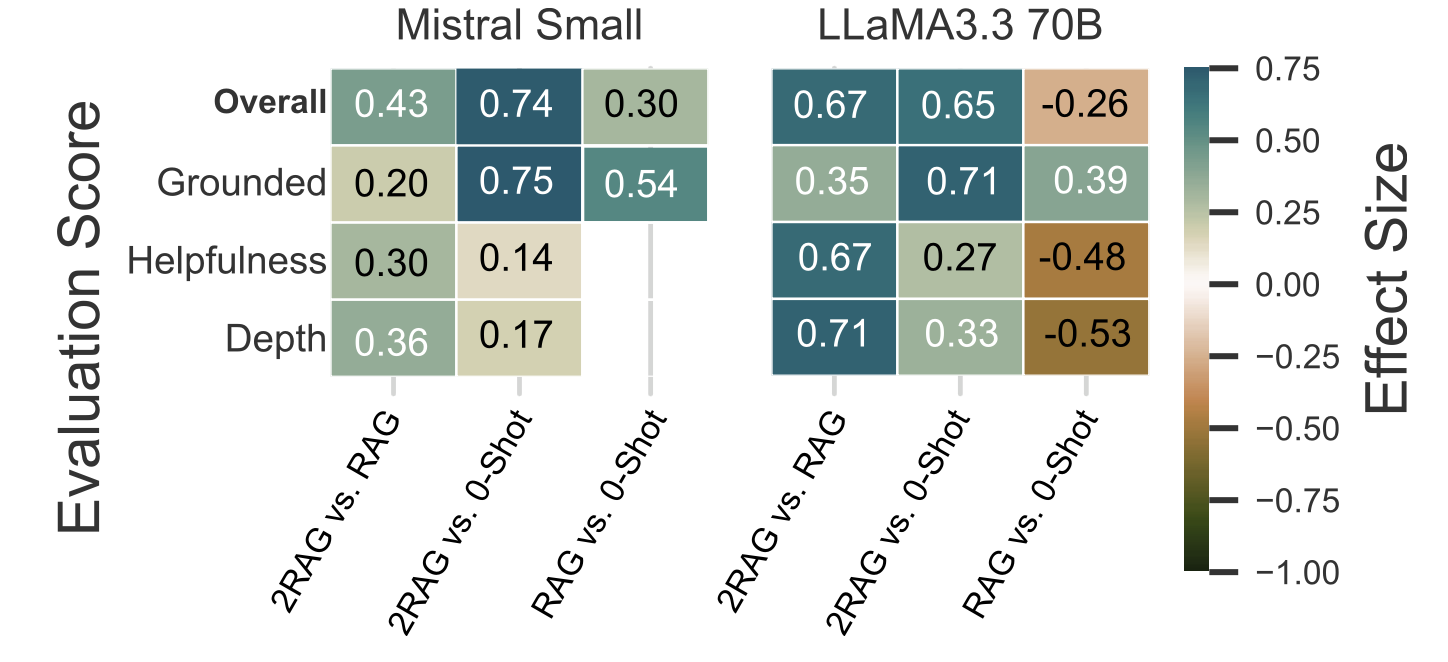 Mistral Small
LLaMA3.3 70B
Evaluation Score
Overall 0.43 0.74 0.30 0.67 0.65 -0.26
Grounded 0.20 0.75 0.54 0.35 0.71 0.39
Helpfulness 0.30 0.14 0.67 0.27 -0.48
Depth 0.36 0.17 0.71 0.33 -0.53
2RAG vs. RAG
2RAG vs. 0-Shot
RAG vs. 0-Shot
2RAG vs. RAG
2RAG vs. 0-Shot
RAG vs. 0-Shot
0.75
0.50
0.25
0.00
−0.25
−0.50
−0.75
−1.00
Effect Size